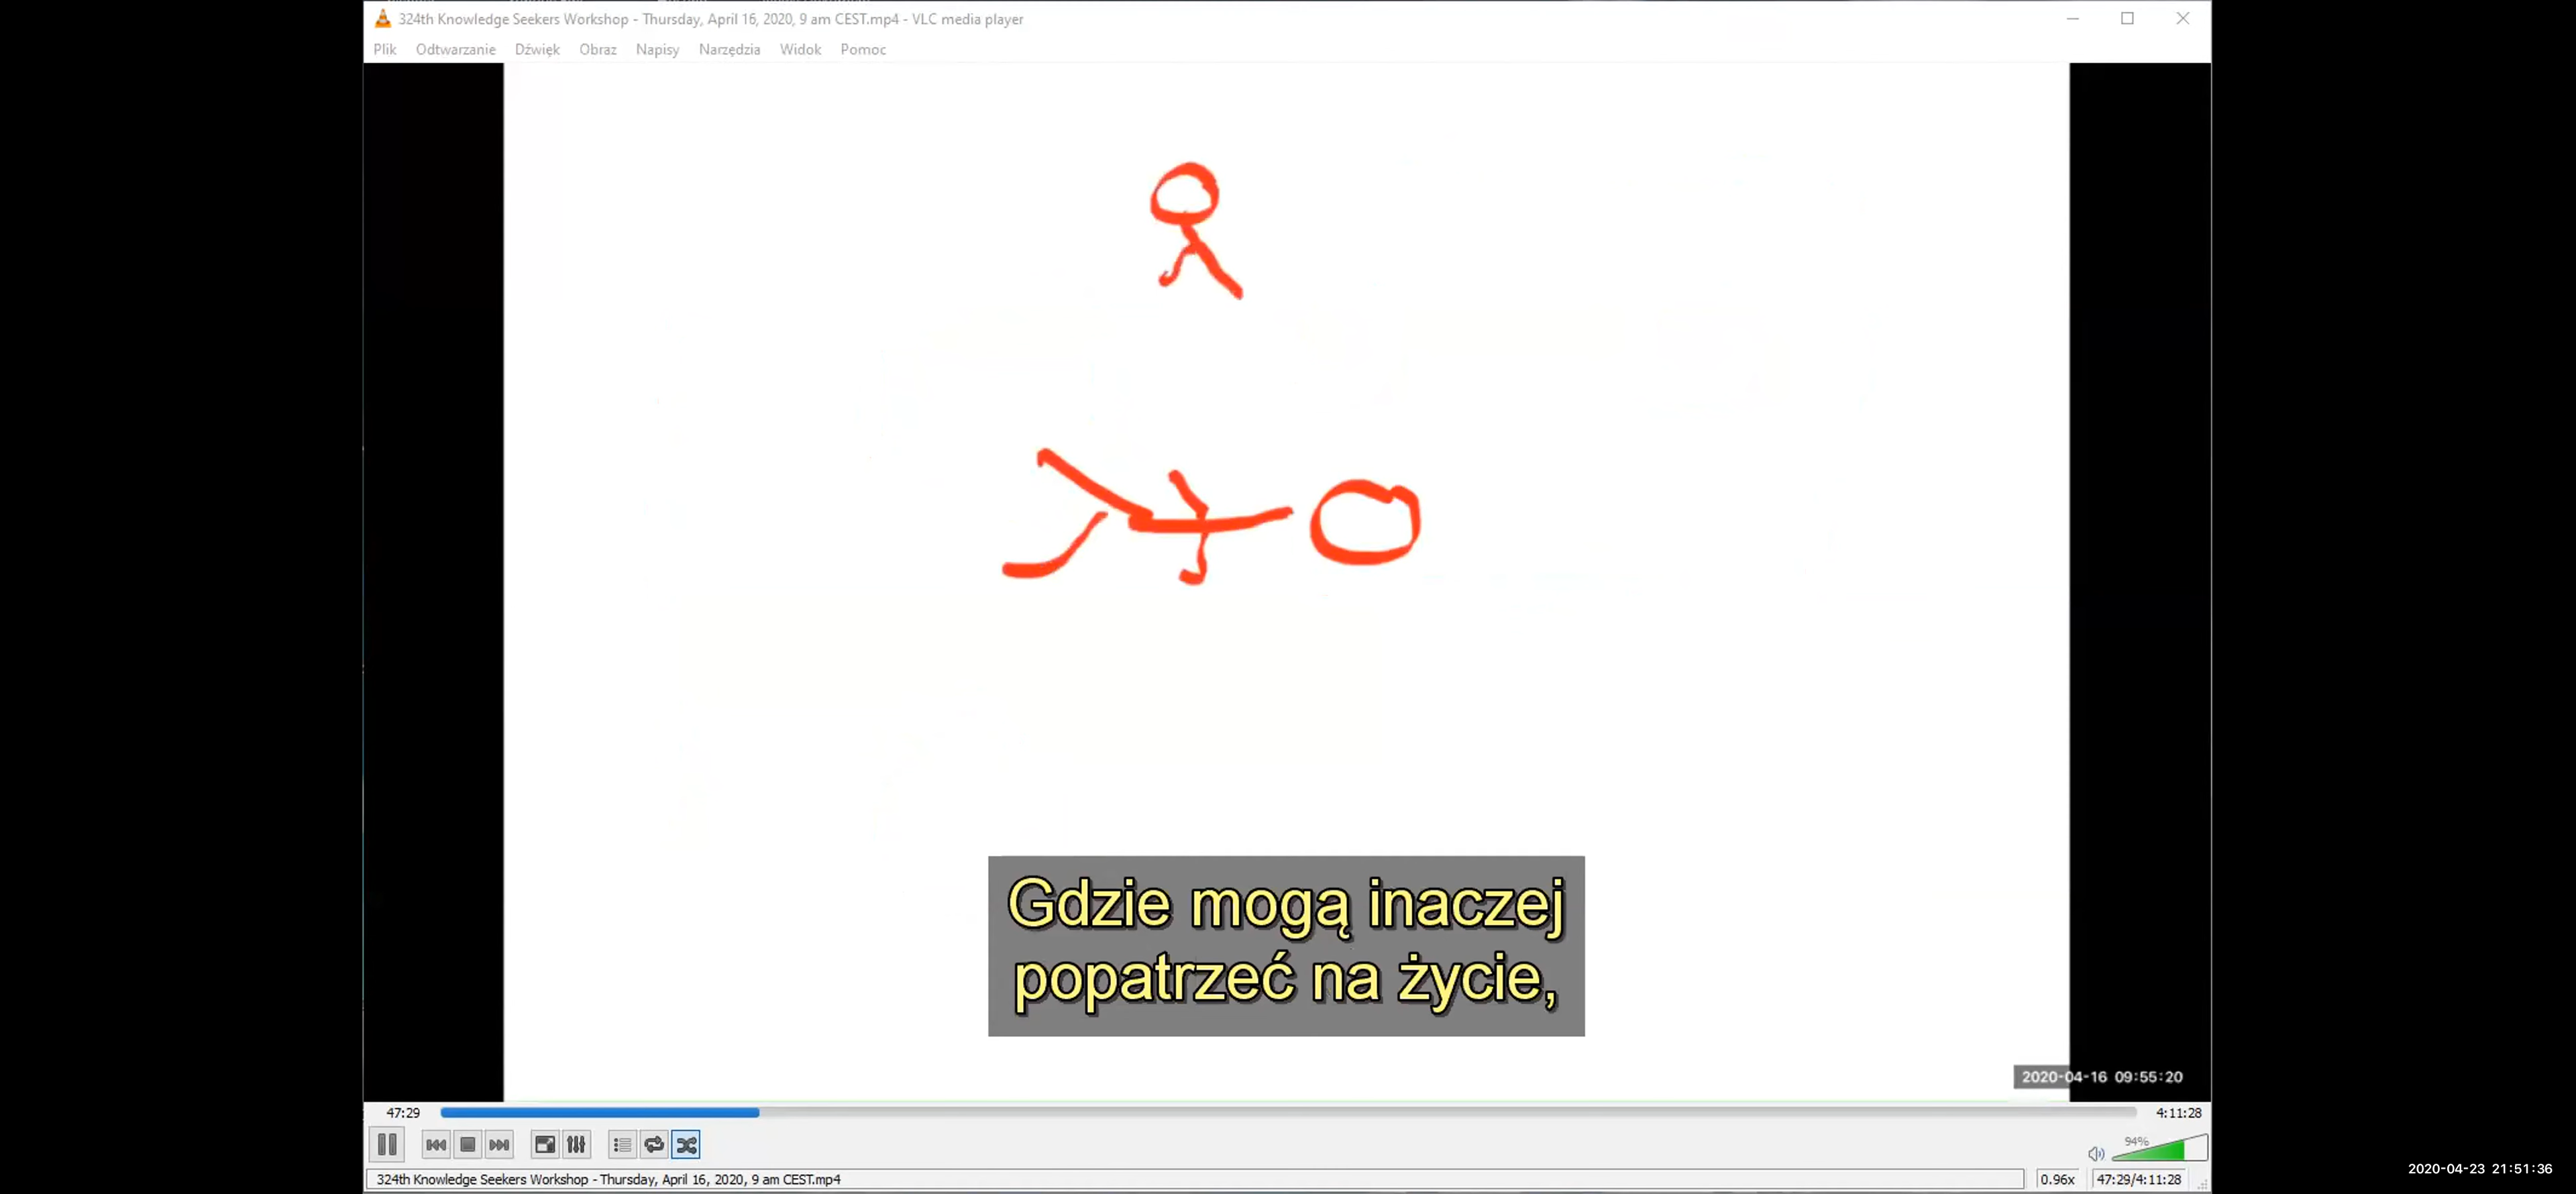 324th Knowledge Seekers Workshop - Thursday, April 16, 2020, 9 am CEST.mp4 - VLC media player
Plik Odtwarzanie Dźwięk Obraz Napisy Narzędzia Widok Pomoc
Gdzie mogą inaczej
popatrzeć na życie,
2020-04-16 09:55:20
47:29
4:11:28
94%
324th Knowledge Seekers Workshop - Thursday, April 16, 2020, 9 am CEST.mp4
0.96x
47:29/4:11:28
2020-04-23 21:51:36